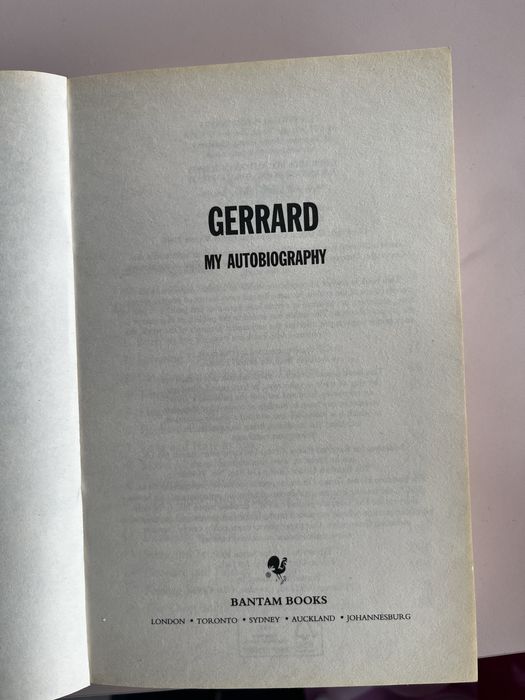 GERRARD
MY AUTOBIOGRAPHY
BANTAM BOOKS
LONDON • TORONTO • SYDNEY • AUCKLAND • JOHANNESBURG